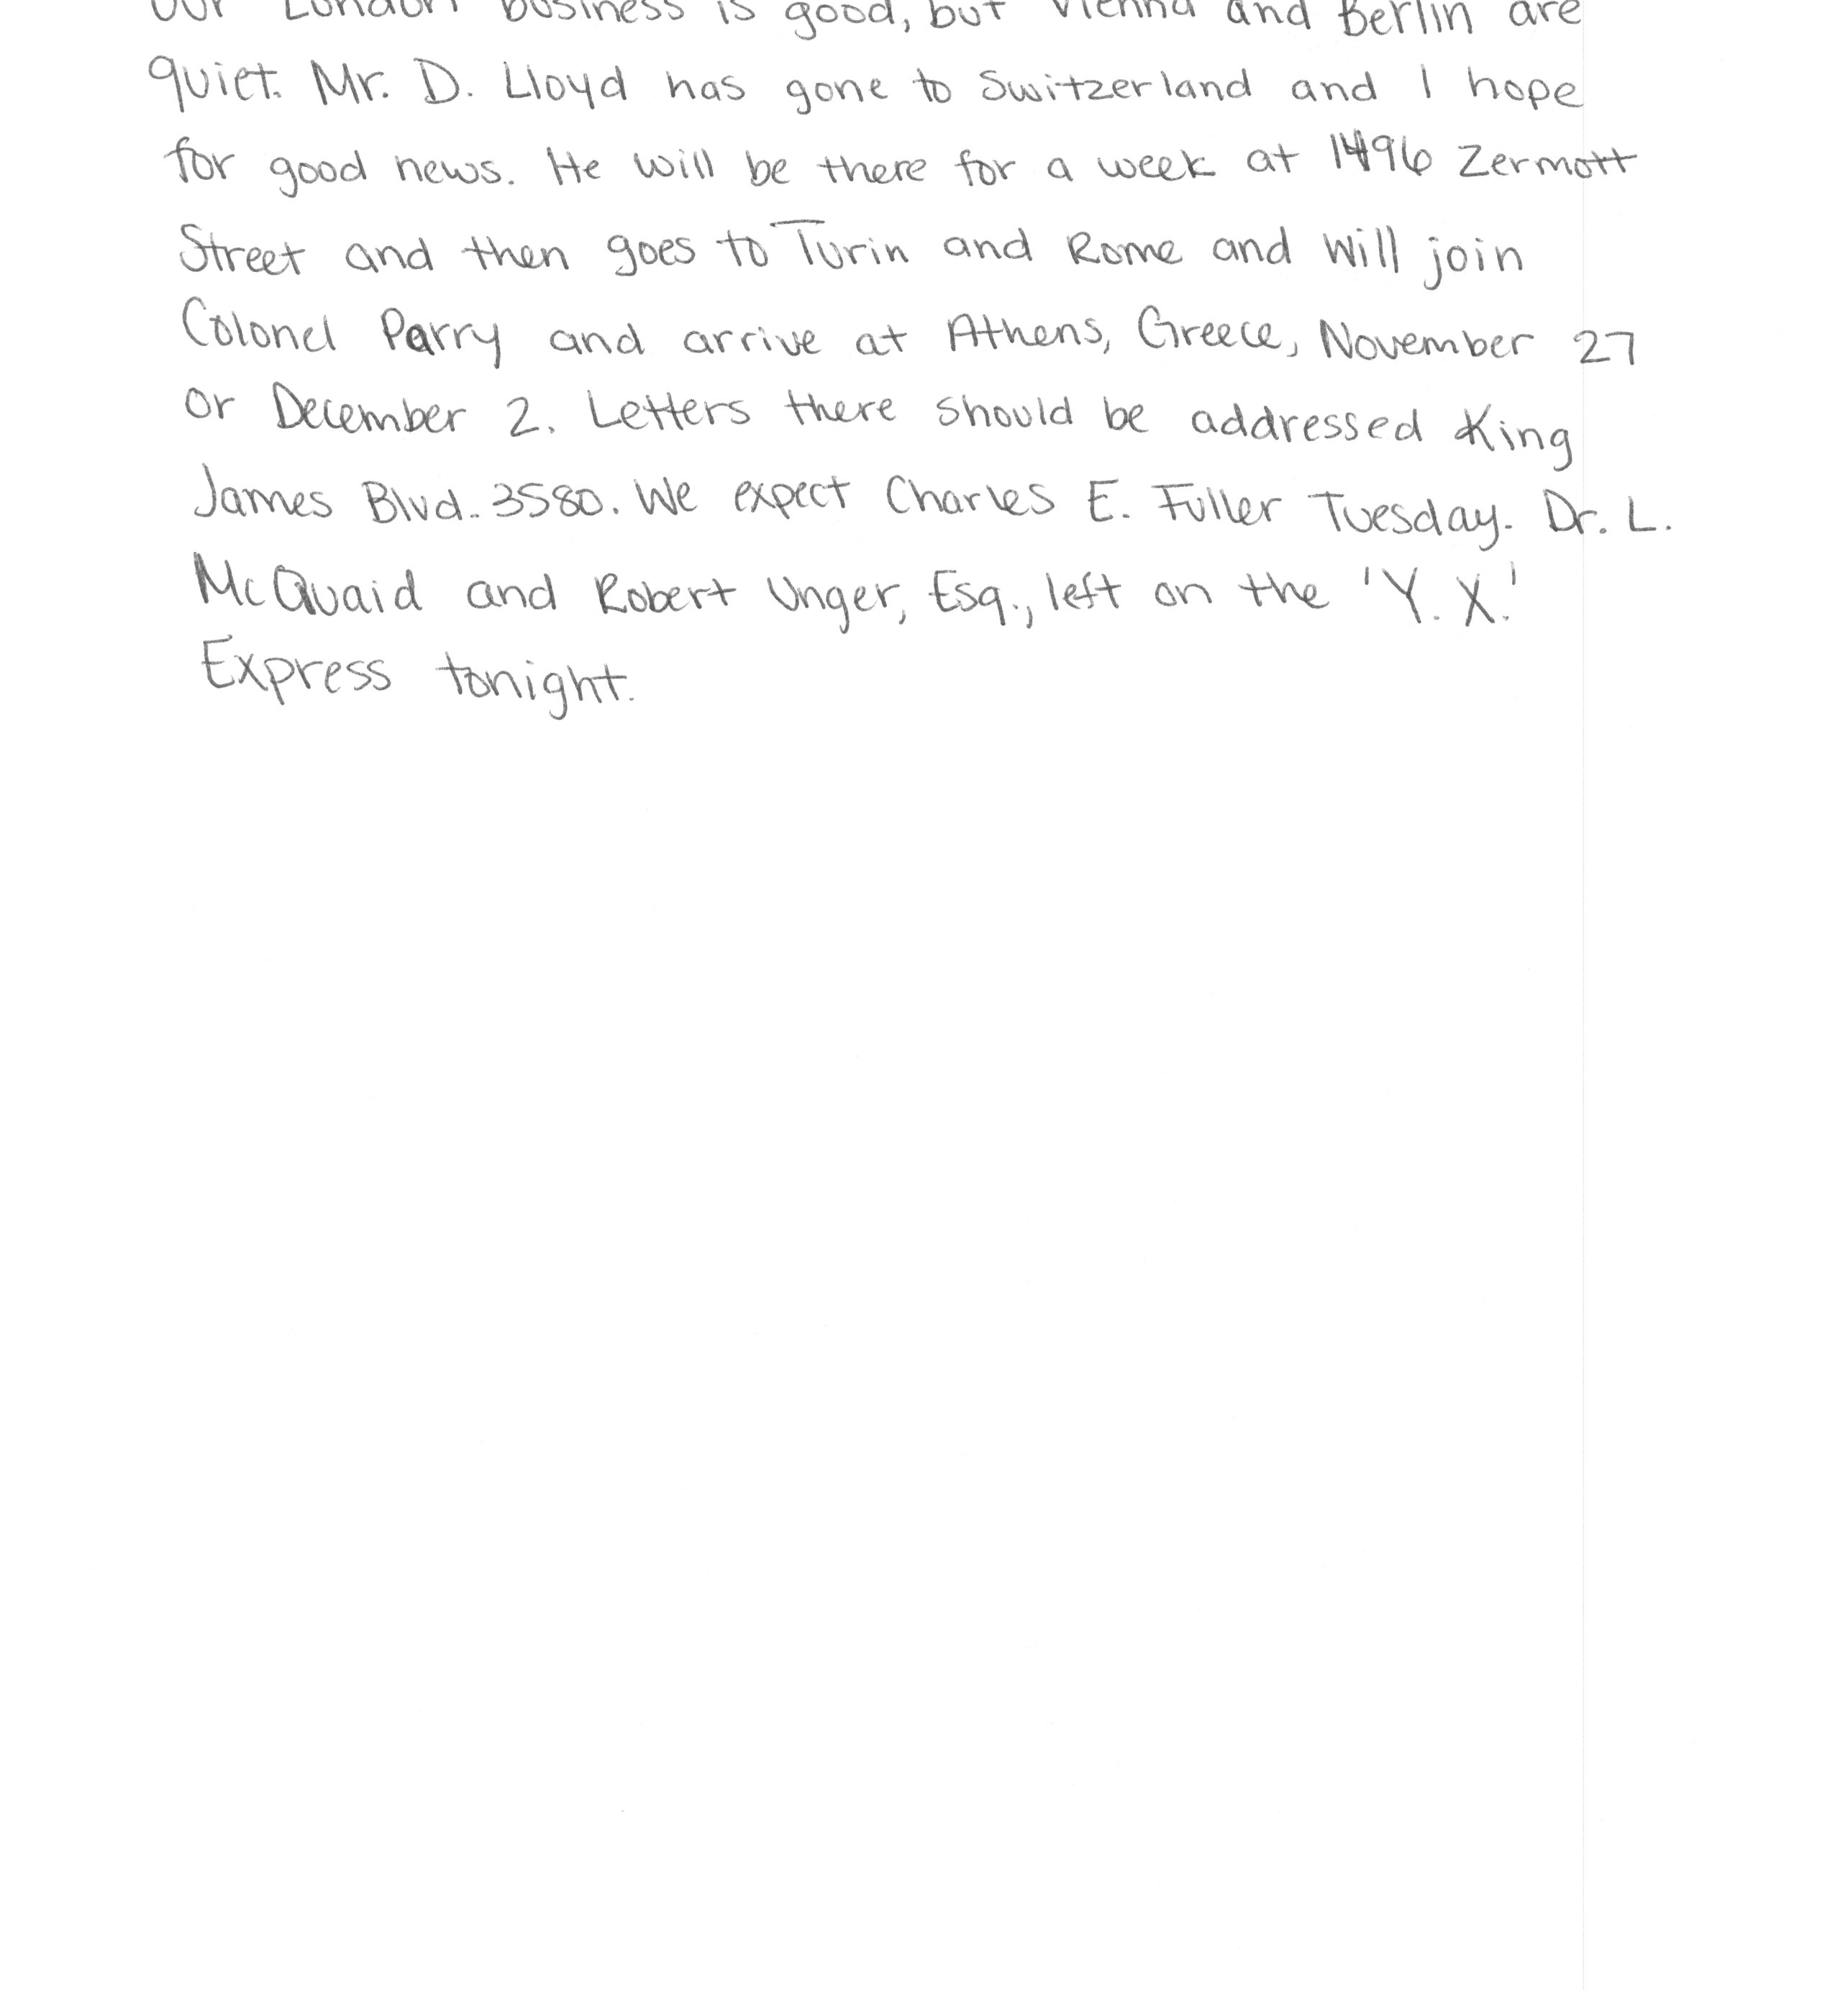 Our London business is good, but Vienna and Berlin are
quiet. Mr. D. Lloyd has gone to Switzerland and I hope
for good news. He will be there for a week at 1496 Zermott
Street and then goes to Turin and Rome and will join
Colonel Parry and arrive at Athens, Greece, November 27
or December 2. Letters there should be addressed King
James Blvd. 3580. We expect Charles E. Fuller Tuesday. Dr. L.
McQuaid and Robert Unger, Esq., left on the 'Y. X.'
Express tonight.